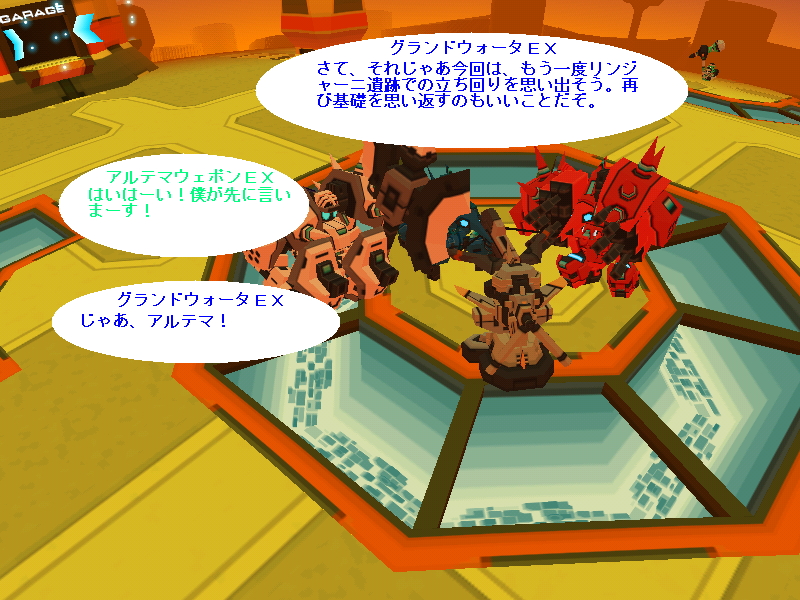 GARAGE
グランドウォータＥＸ
さて、それじゃあ今回は、もう一度リンジ
ャーニ遺跡での立ち回りを思い出そう。再
び基礎を思い返すのもいいことだぞ。
アルテマウェポンＥＸ
はいはーい！僕が先に言い
まーす！
グランドウォータＥＸ
じゃあ、アルテマ！